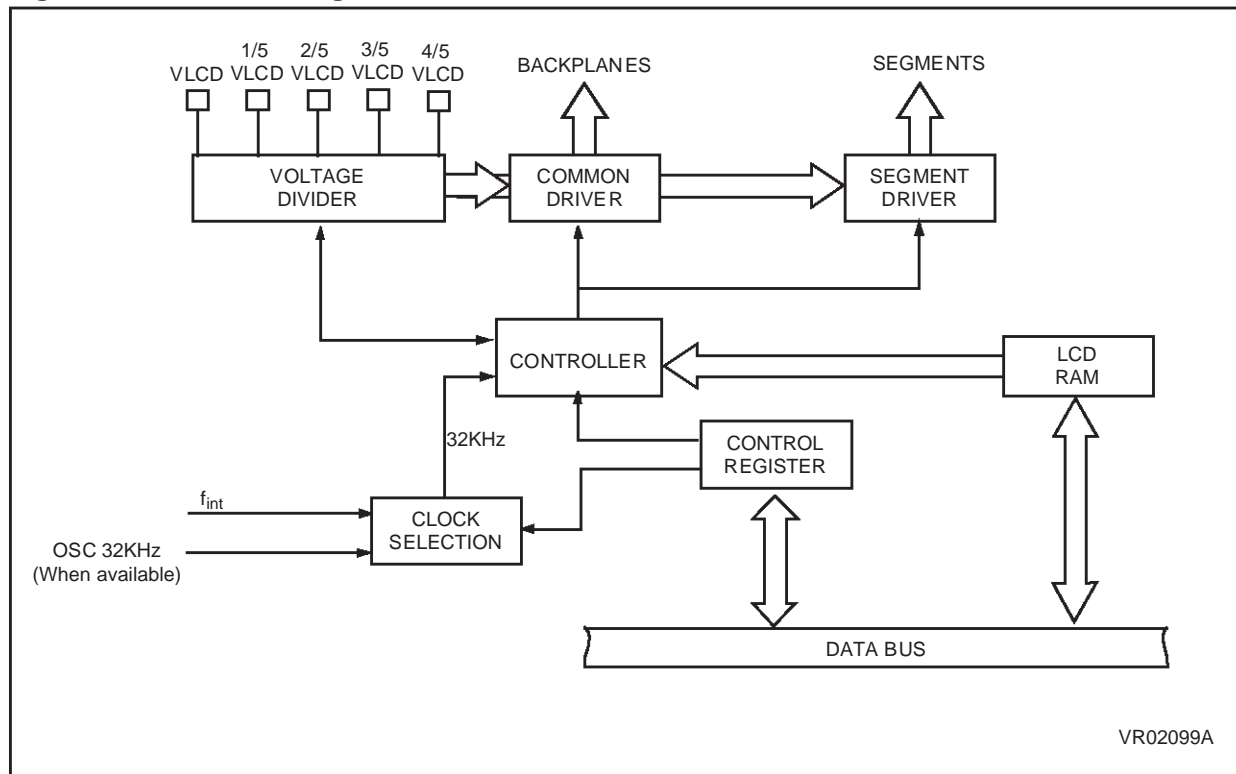 1/5
2/5
3/5
4/5
VLCD
VLCD
VLCD
VLCD
VLCD
BACKPLANES
SEGMENTS
VOLTAGE
DIVIDER
COMMON
DRIVER
SEGMENT
DRIVER
CONTROLLER
LCD
RAM
32KHz
CONTROL
REGISTER
fint
CLOCK
SELECTION
OSC 32KHz
(When available)
DATA BUS
VR02099A